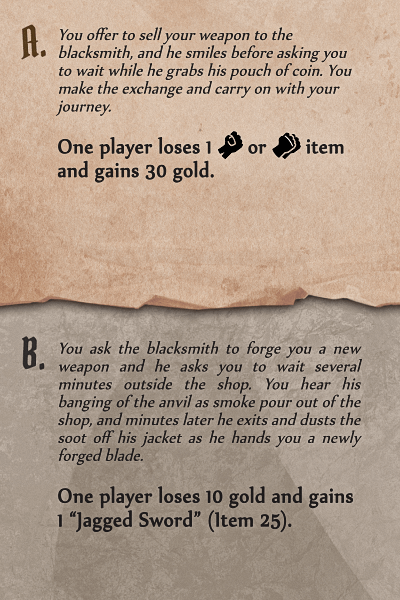 A. You offer to sell your weapon to the
blacksmith, and he smiles before asking you
to wait while he grabs his pouch of coin. You
make the exchange and carry on with your
journey.
One player loses 1 or item
and gains 30 gold.
B. You ask the blacksmith to forge you a new
weapon and he asks you to wait several
minutes outside the shop. You hear his
banging of the anvil as smoke pour out of the
shop, and minutes later he exits and dusts the
soot off his jacket as he hands you a newly
forged blade.
One player loses 10 gold and gains
1 “Jagged Sword” (Item 25).